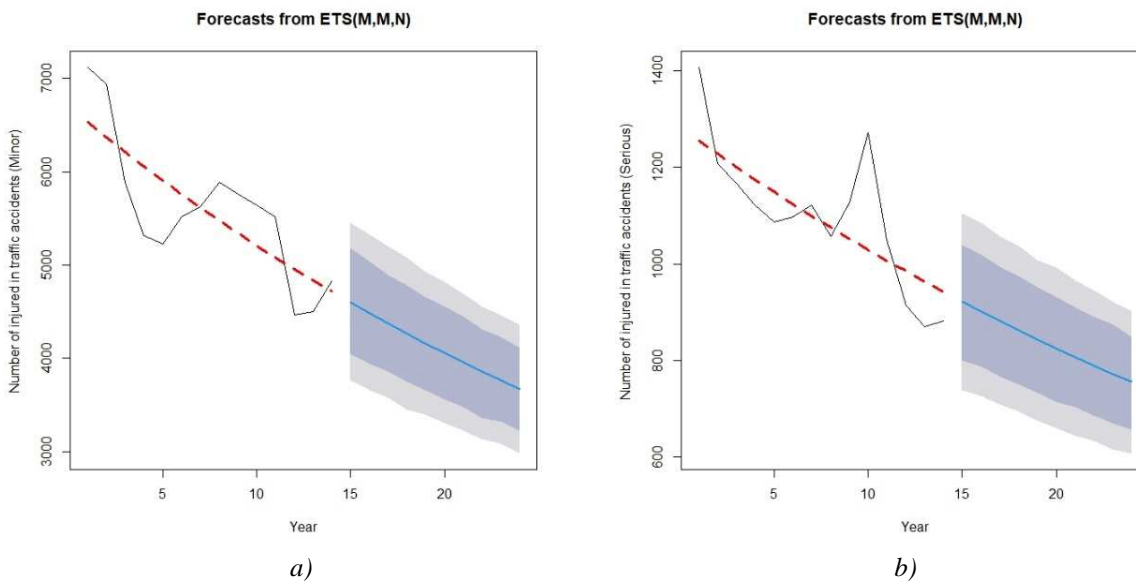 Forecasts from ETS(M,M,N)
Number of injured in traffic accidents (Minor)
7000
6000
5000
4000
3000
5
10
15
20
Year
a)
Forecasts from ETS(M,M,N)
Number of injured in traffic accidents (Serious)
1400
1200
1000
800
600
5
10
15
20
Year
b)